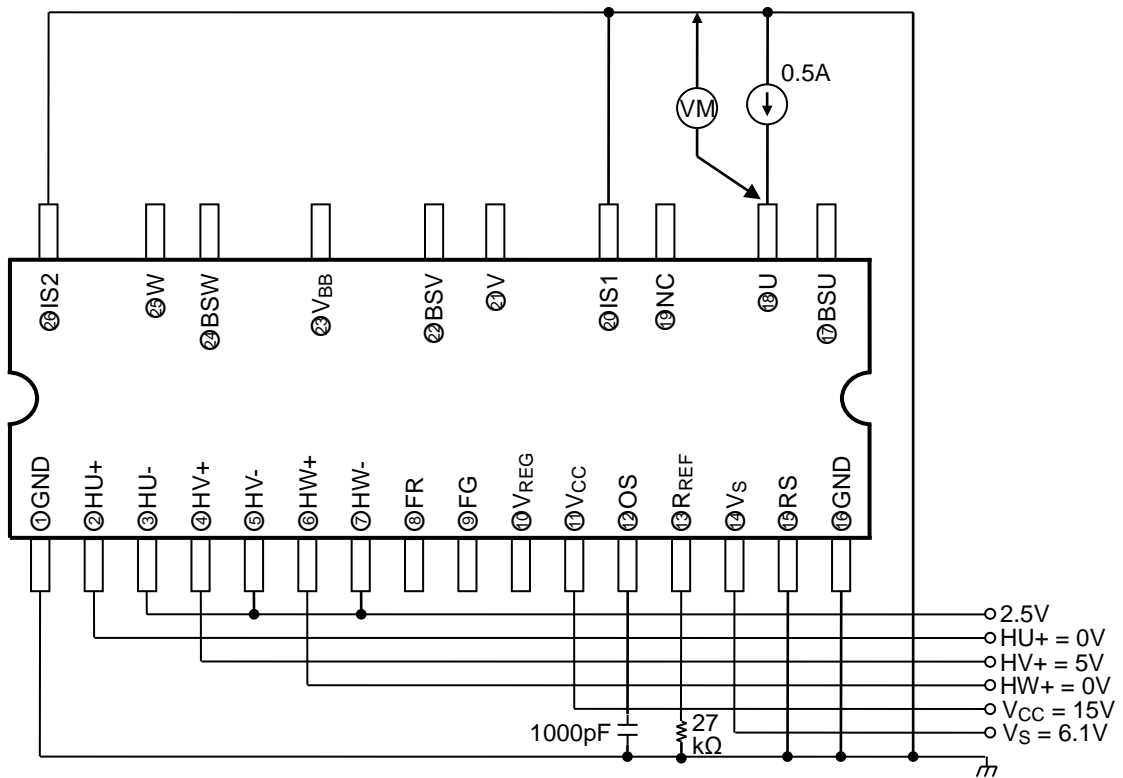 0.5A
VM
㉖IS2
㉕W
㉔BSW
㉓VBB
㉒BSV
㉑V
⑳IS1
⑲NC
⑱U
⑰BSU
①GND
②HU+
③HU-
④HV+
⑤HV-
⑥HW+
⑦HW-
⑧FR
⑨FG
⑩VREG
⑪VCC
⑫OS
⑬RREF
⑭VS
⑮RS
⑯GND
2.5V
HU+ = 0V
HV+ = 5V
HW+ = 0V
VCC = 15V
VS = 6.1V
1000pF
27
kΩ